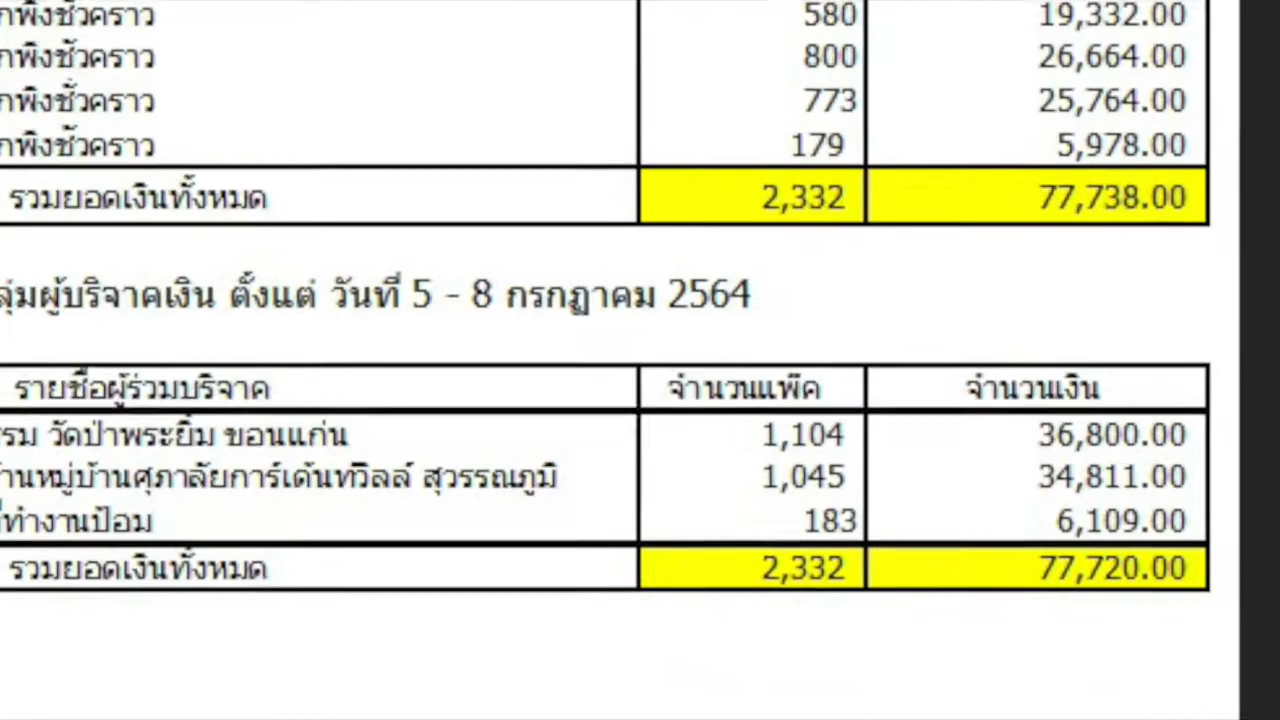 กพิงชั่วคราว 580 19,332.00
กพิงชั่วคราว 800 26,664.00
กพิงชั่วคราว 773 25,764.00
กพิงชั่วคราว 179 5,978.00
รวมยอดเงินทั้งหมด 2,332 77,738.00
ลุ่มผู้บริจาคเงิน ตั้งแต่ วันที่ 5 - 8 กรกฏาคม 2564
รายชื่อผู้ร่วมบริจาค จำนวนแพ๊ค จำนวนเงิน
รรม วัดป่าพระยิ้ม ขอนแก่น 1,104 36,800.00
านหมู่บ้านศุภาลัยการ์เด้นทวิลล์ สุวรรณภูมิ 1,045 34,811.00
ที่ทำงานป้อม 183 6,109.00
รวมยอดเงินทั้งหมด 2,332 77,720.00